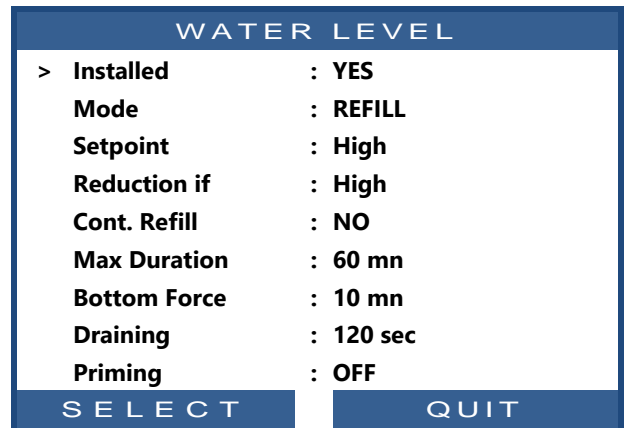 WATER LEVEL
> Installed : YES
Mode : REFILL
Setpoint : High
Reduction if : High
Cont. Refill : NO
Max Duration : 60 mn
Bottom Force : 10 mn
Draining : 120 sec
Priming : OFF
SELECT QUIT